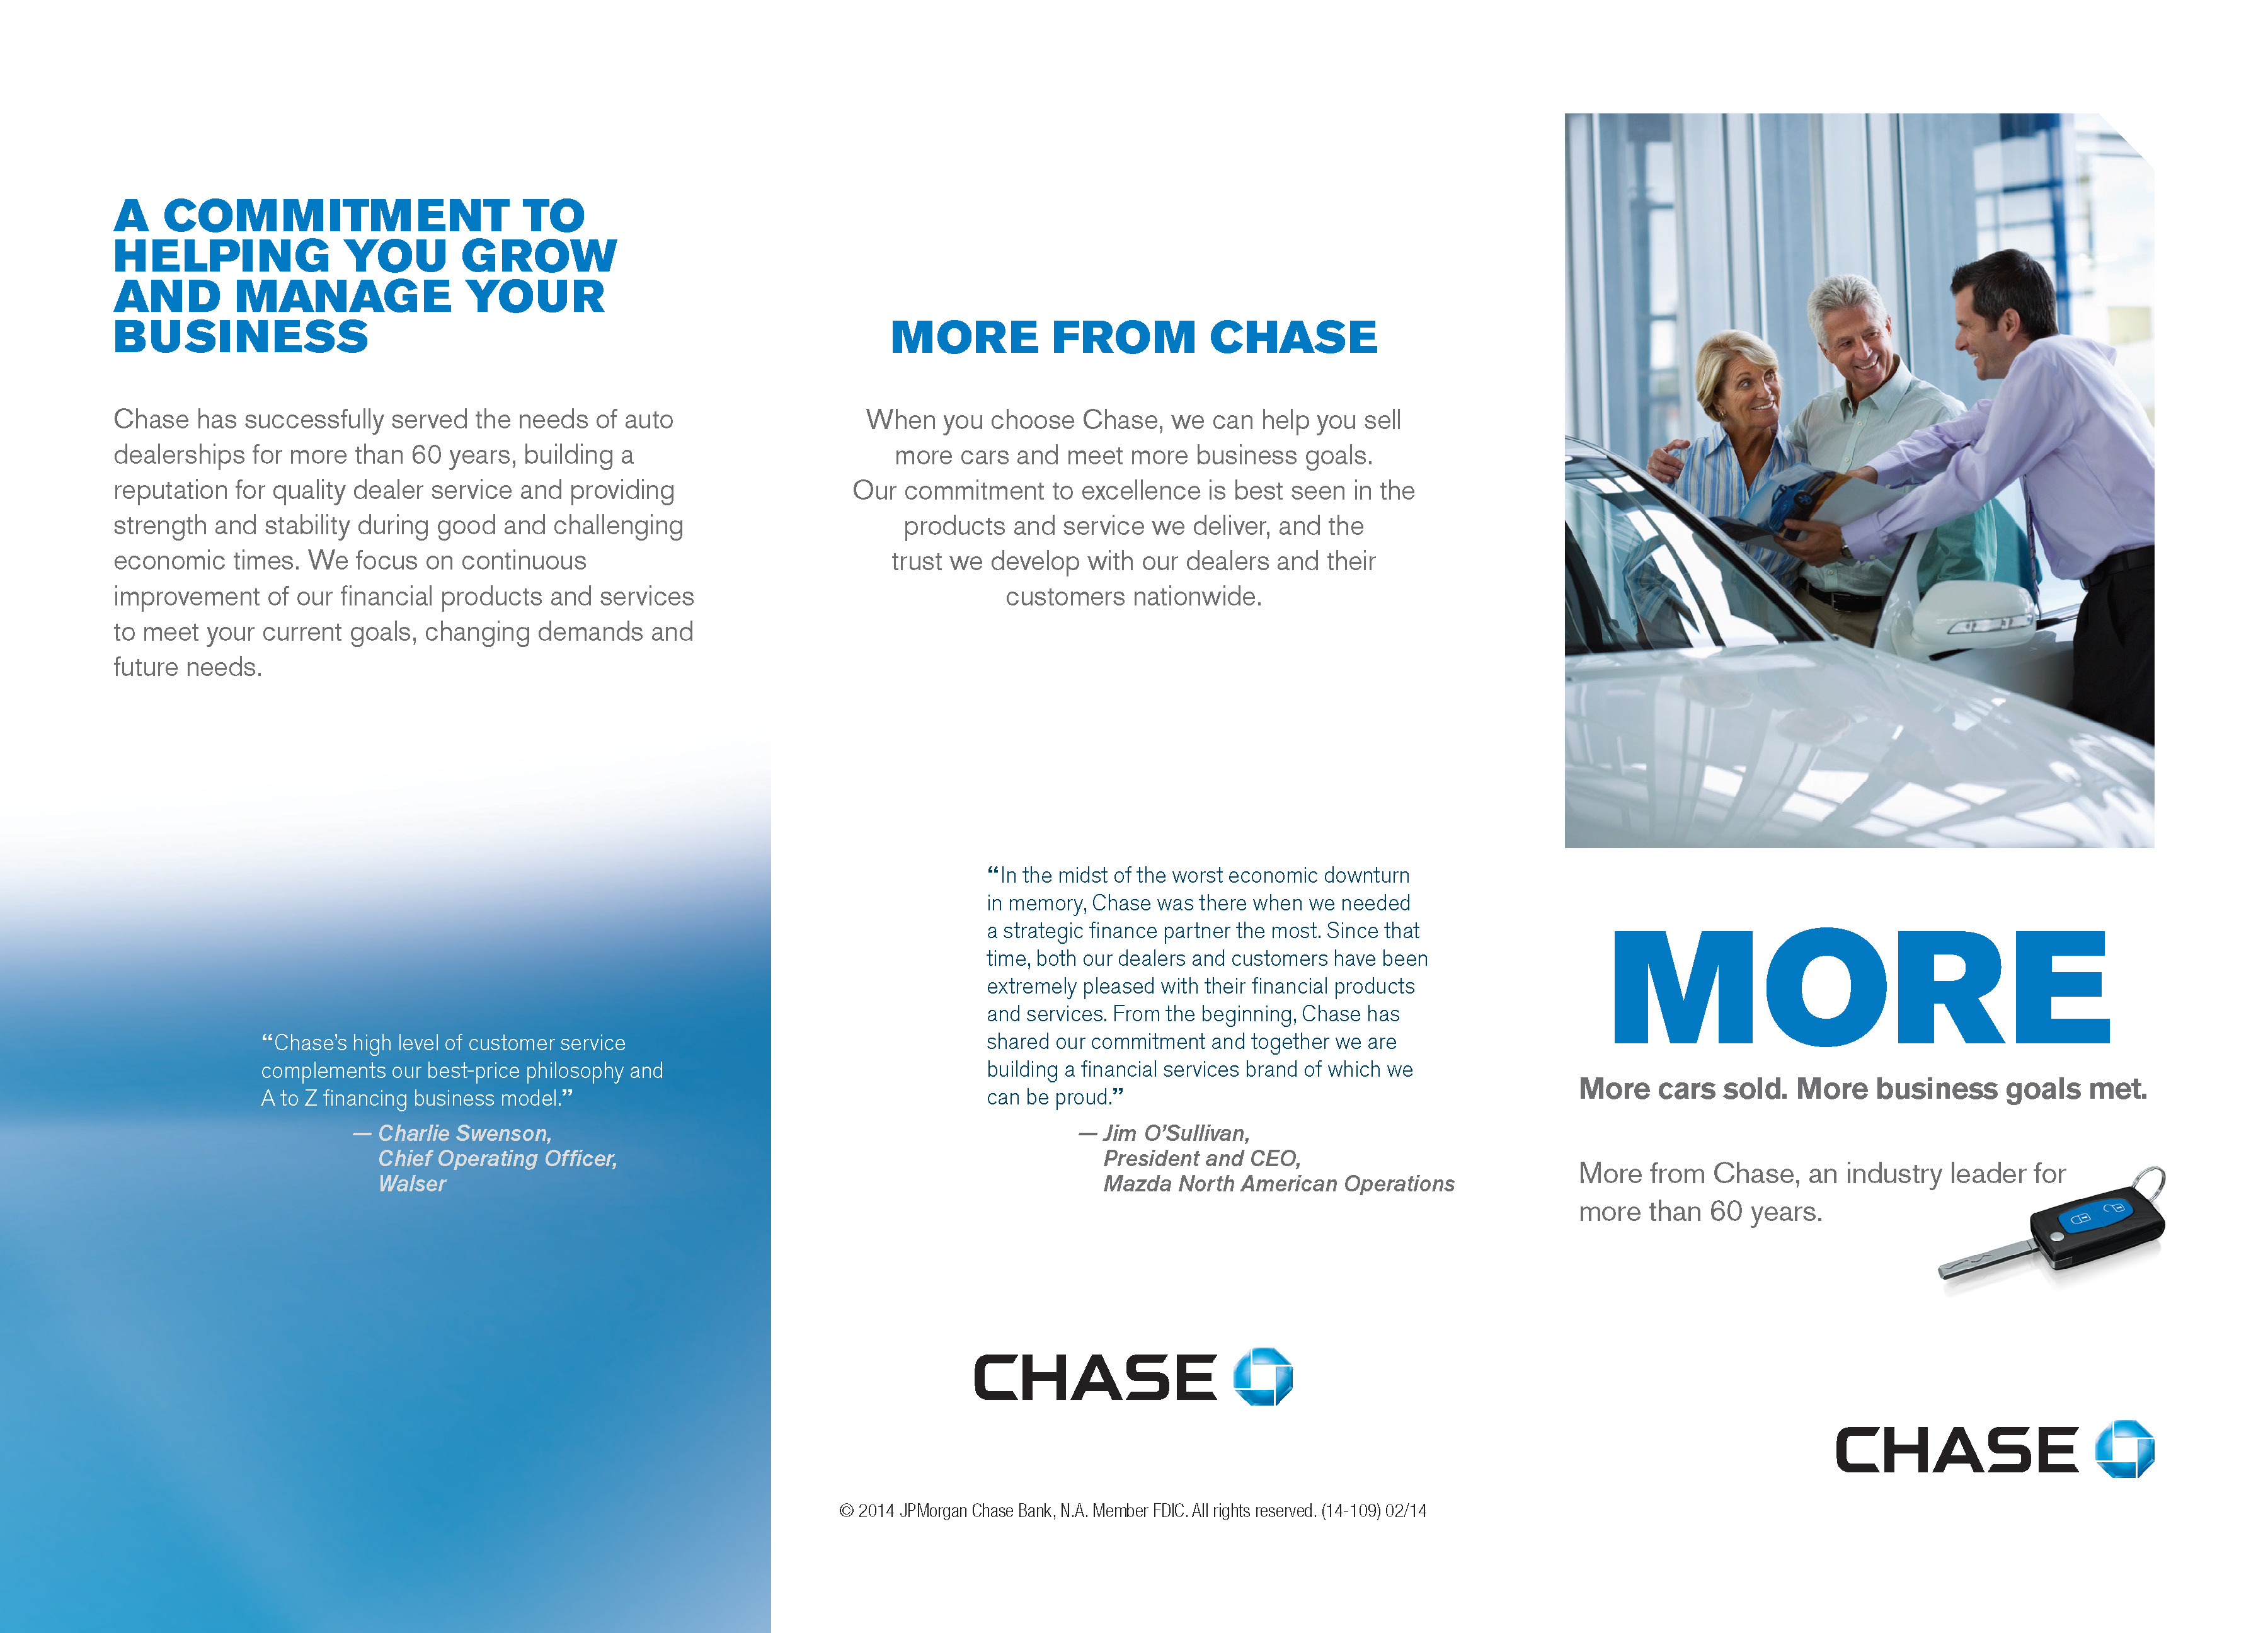 A COMMITMENT TO
HELPING YOU GROW
AND MANAGE YOUR
BUSINESS
Chase has successfully served the needs of auto
dealerships for more than 60 years, building a
reputation for quality dealer service and providing
strength and stability during good and challenging
economic times. We focus on continuous
improvement of our financial products and services
to meet your current goals, changing demands and
future needs.
“Chase’s high level of customer service
complements our best-price philosophy and
A to Z financing business model.”
— Charlie Swenson,
Chief Operating Officer,
Walser
MORE FROM CHASE
When you choose Chase, we can help you sell
more cars and meet more business goals.
Our commitment to excellence is best seen in the
products and service we deliver, and the
trust we develop with our dealers and their
customers nationwide.
“In the midst of the worst economic downturn
in memory, Chase was there when we needed
a strategic finance partner the most. Since that
time, both our dealers and customers have been
extremely pleased with their financial products
and services. From the beginning, Chase has
shared our commitment and together we are
building a financial services brand of which we
can be proud.”
— Jim O’Sullivan,
President and CEO,
Mazda North American Operations
CHASE
© 2014 JPMorgan Chase Bank, N.A. Member FDIC. All rights reserved. (14-109) 02/14
MORE
More cars sold. More business goals met.
More from Chase, an industry leader for
more than 60 years.
CHASE